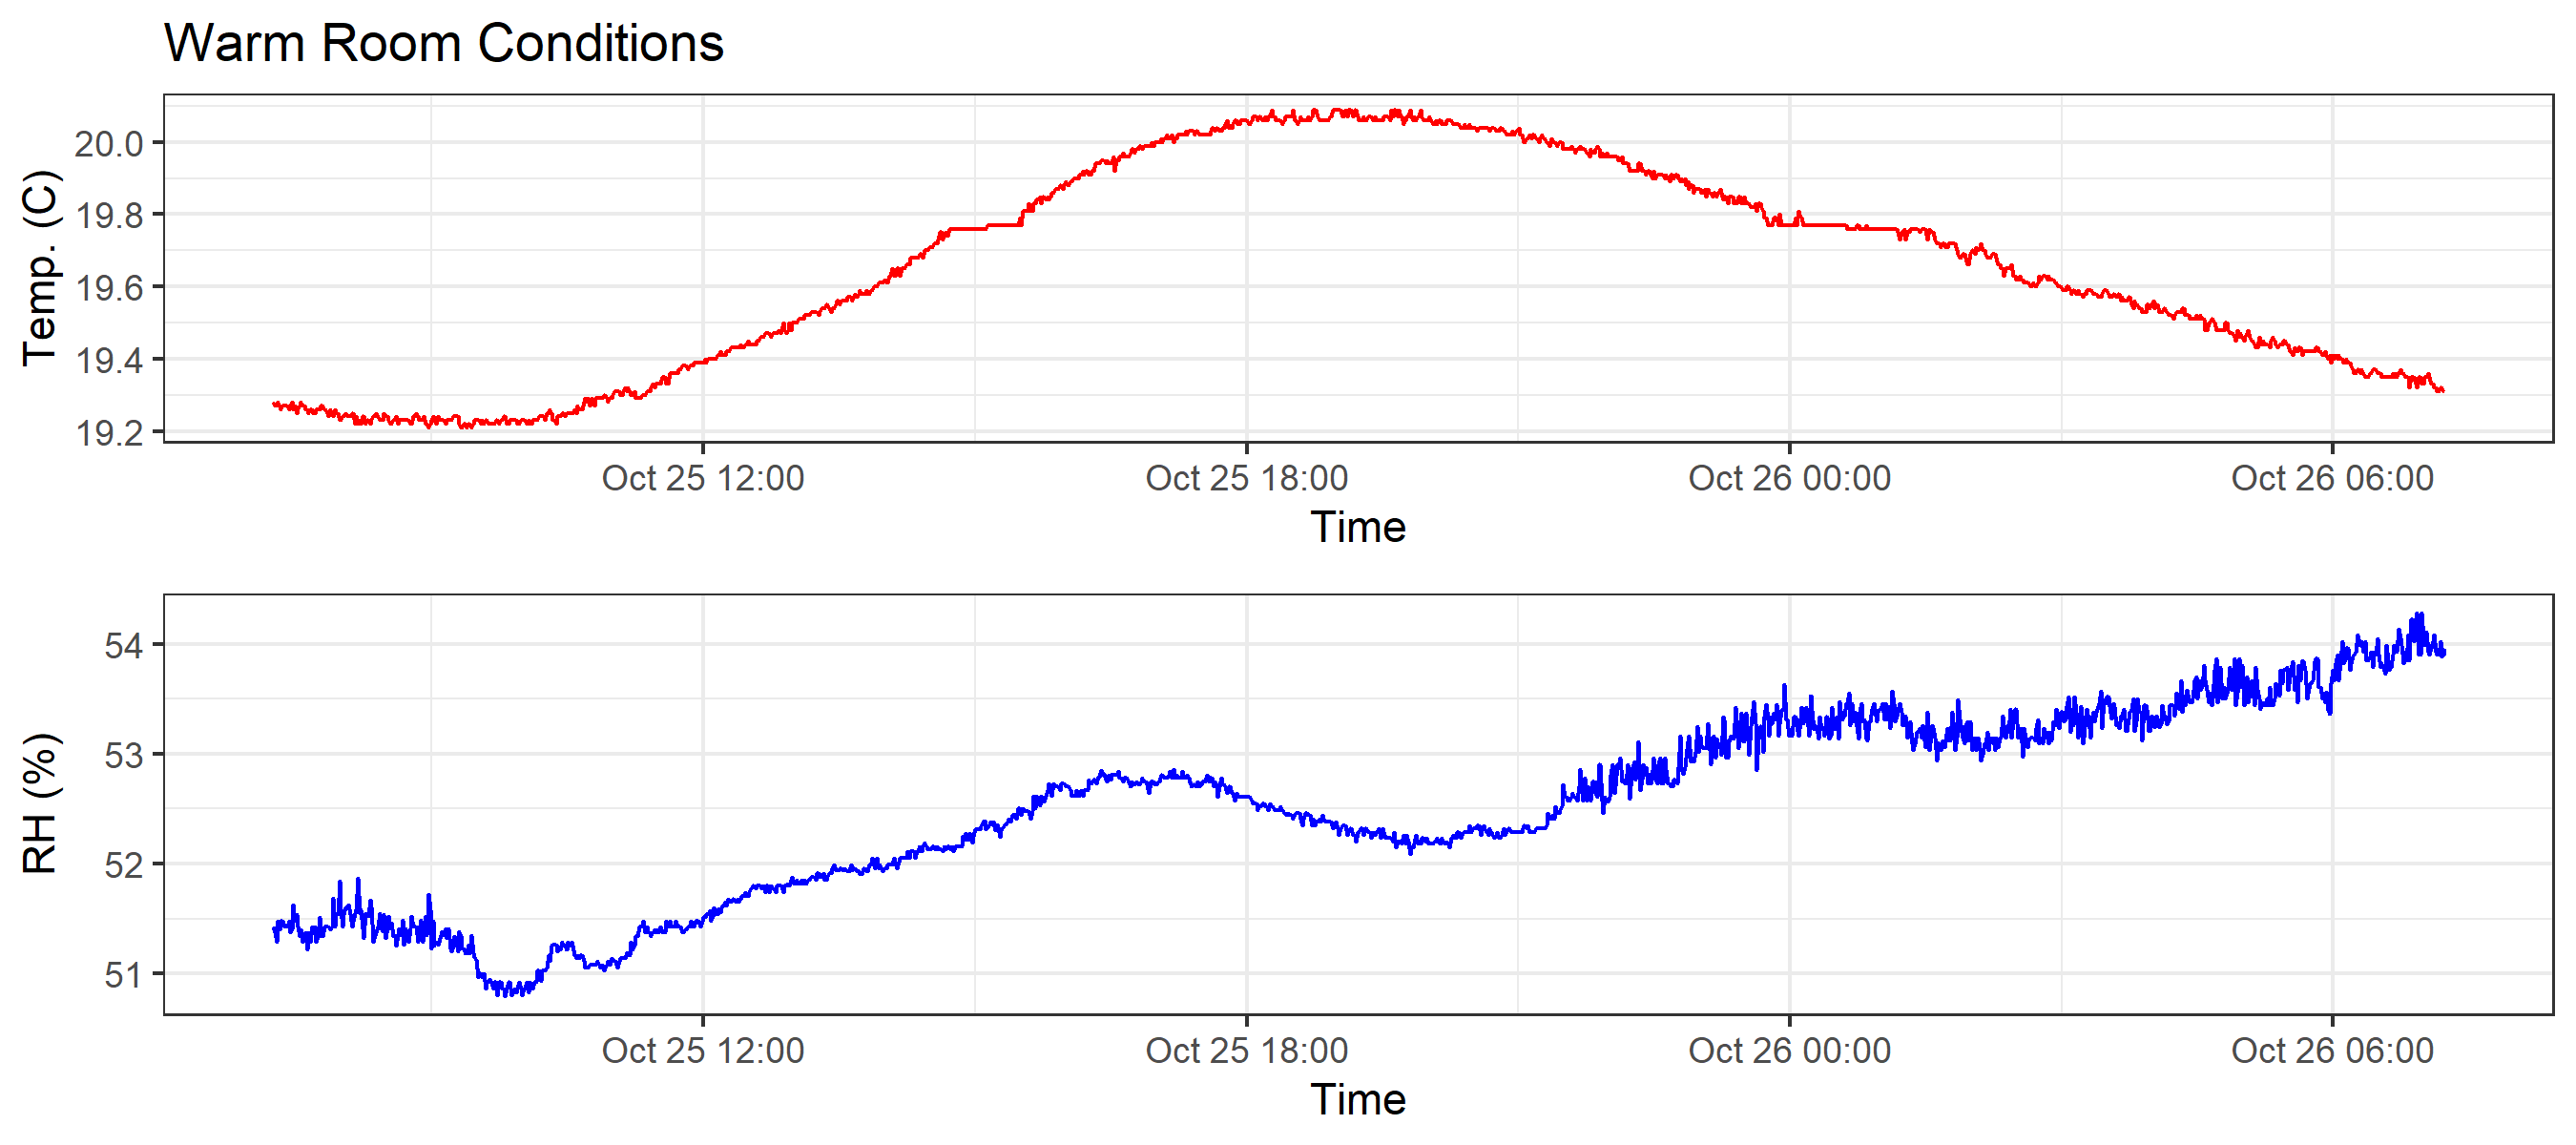 Warm Room Conditions
Temp. (C)
20.0
19.8
19.6
19.4
19.2
Oct 25 12:00 Oct 25 18:00 Oct 26 00:00 Oct 26 06:00
Time
RH (%)
54
53
52
51
Oct 25 12:00 Oct 25 18:00 Oct 26 00:00 Oct 26 06:00
Time